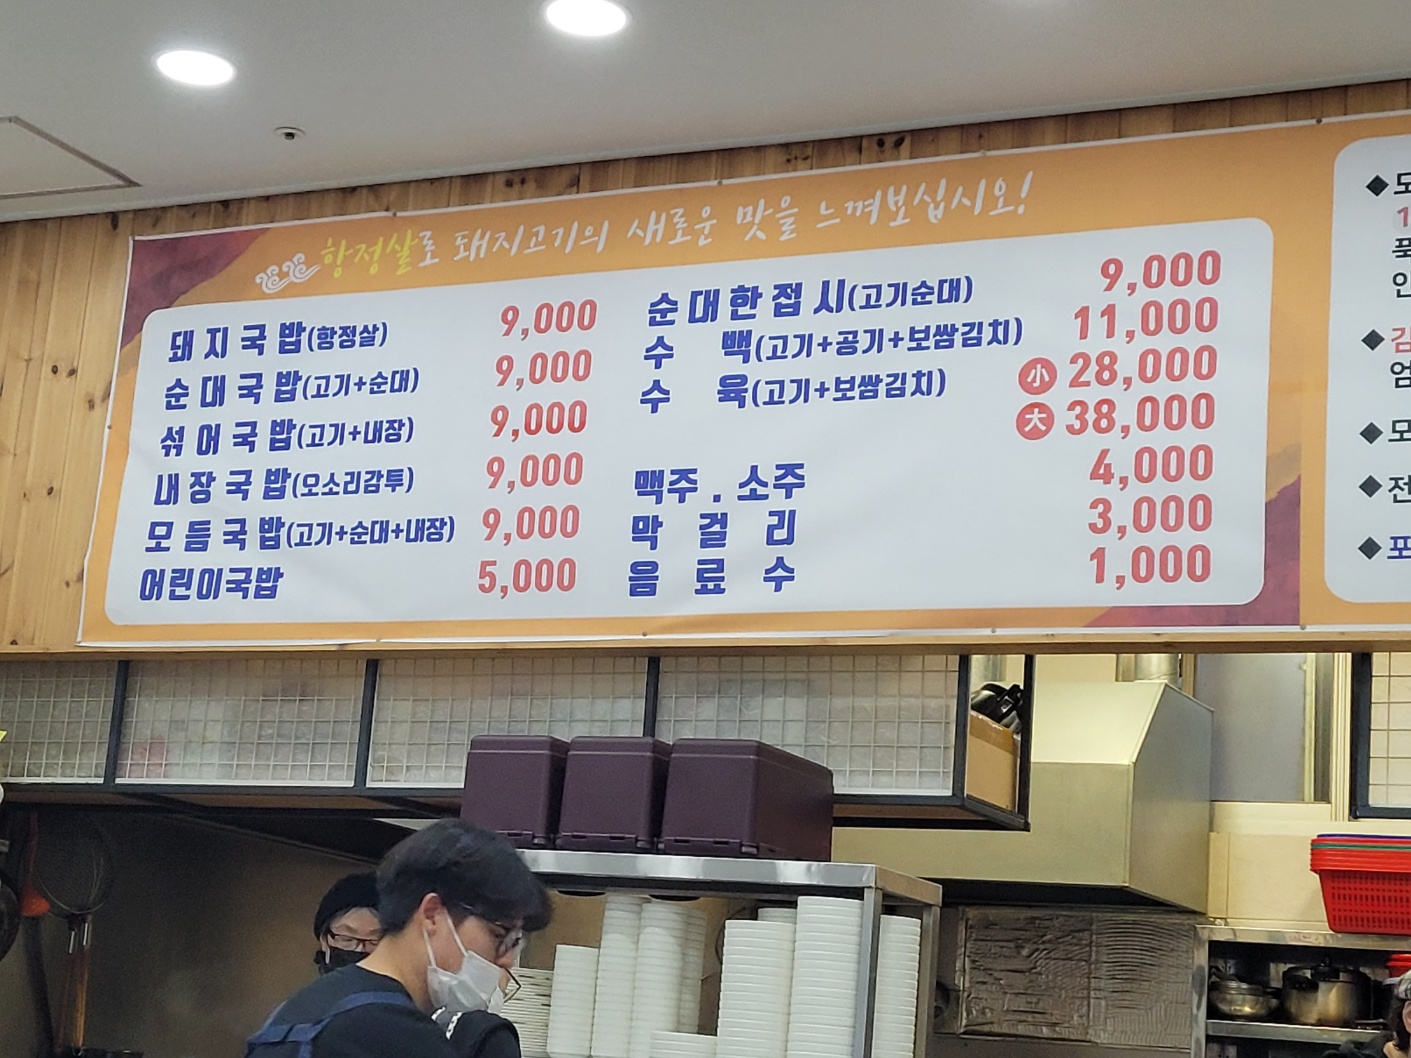 항정살로 돼지고기의 새로운 맛을 느껴보십시오!
돼지국밥(항정살) 9,000
순대국밥(고기+순대) 9,000
섞어국밥(고기+내장) 9,000
내장국밥(오소리감투) 9,000
모듬국밥(고기+순대+내장) 9,000
어린이국밥 5,000
순대한접시(고기순대) 9,000
수백(고기+공기+보쌈김치) 11,000
수육(고기+보쌈김치) 小 28,000
大 38,000
맥주 . 소주 4,000
막걸리 3,000
음료수 1,000